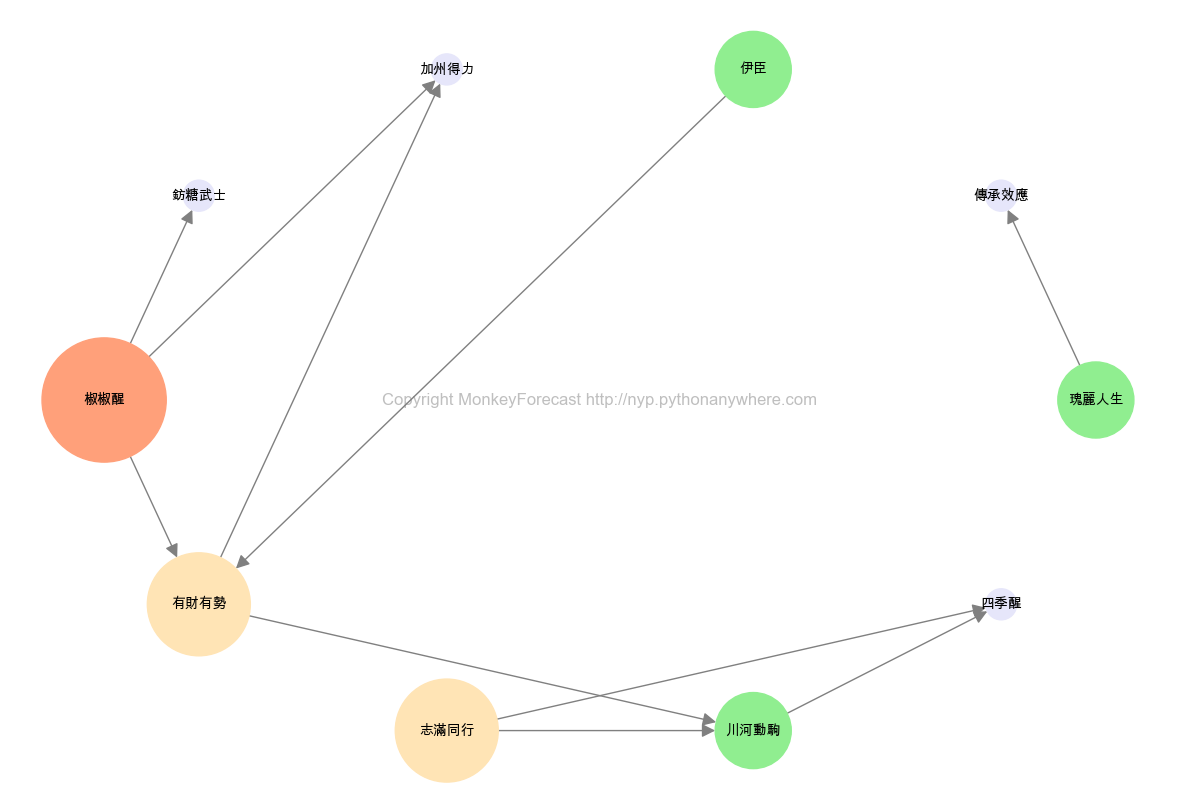 加州得力
伊臣
鈁糖武士
傳承效應
椒椒醒
Copyright MonkeyForecast http://nyp.pythonanywhere.com
瑰麗人生
有財有勢
四季醒
志滿同行
川河動駒